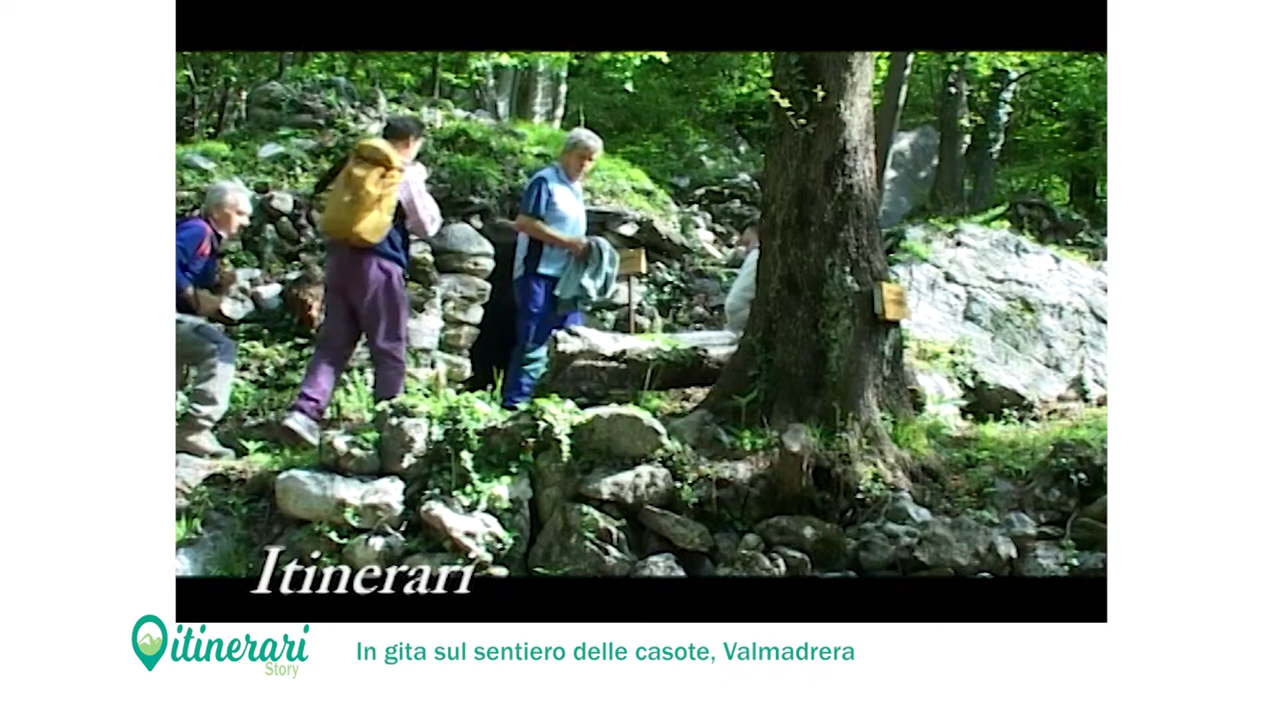 Itinerari
itinerari
Story
In gita sul sentiero delle casote, Valmadrera